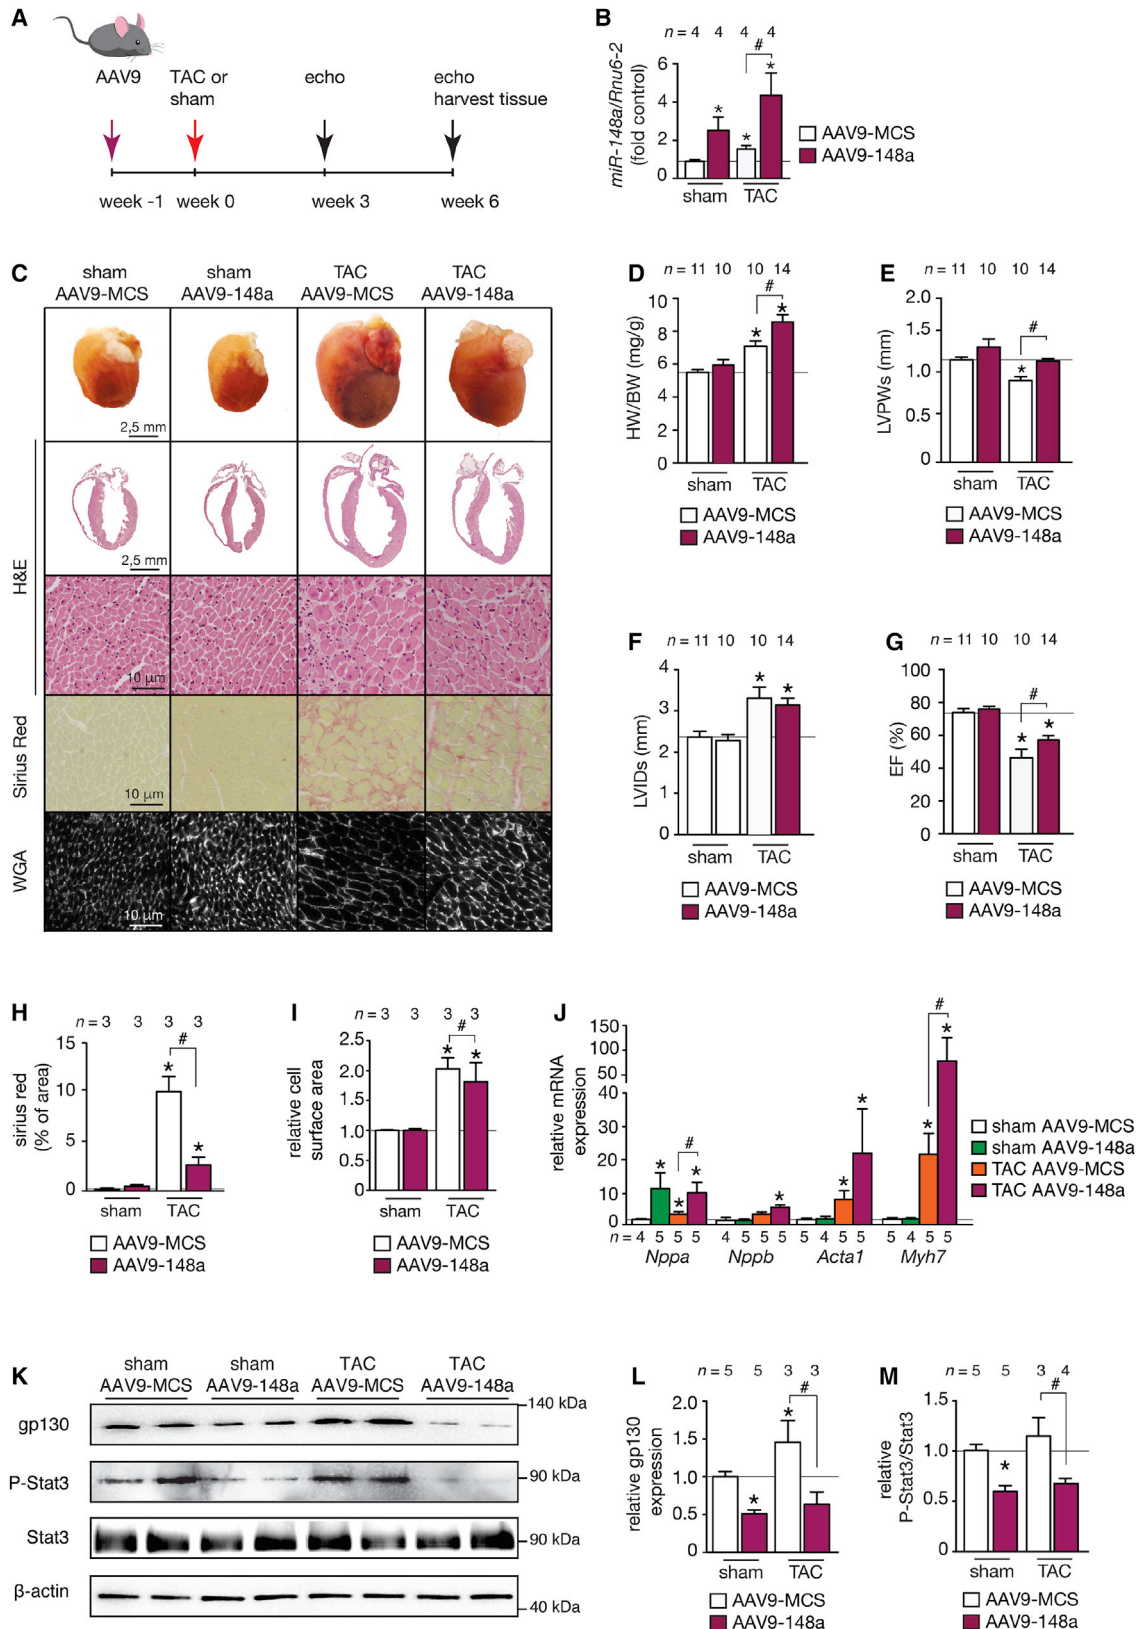 A
AAV9
TAC or
sham
echo
echo
harvest tissue
week -1
week 0
week 3
week 6
B
n = 4 4 4 4
#
miR-148a/Rnu6-2
(fold control)
6
4
2
0
* * *
sham
TAC
AAV9-MCS
AAV9-148a
C
sham
AAV9-MCS
sham
AAV9-148a
TAC
AAV9-MCS
TAC
AAV9-148a
2,5 mm
H&E
2,5 mm
10 µm
Sirius Red
10 µm
WGA
10 µm
D
n = 11 10 10 14
#
* *
HW/BW (mg/g)
10
8
6
4
2
0
sham
TAC
AAV9-MCS
AAV9-148a
E
n = 11 10 10 14
#
*
LVPWs (mm)
2.0
1.5
1.0
0.5
0
sham
TAC
AAV9-MCS
AAV9-148a
F
n = 11 10 10 14
* *
LVIDs (mm)
4
3
2
1
0
sham
TAC
AAV9-MCS
AAV9-148a
G
n = 11 10 10 14
#
* *
EF (%)
100
80
60
40
20
0
sham
TAC
AAV9-MCS
AAV9-148a
H
n = 3 3 3 3
#
* *
sirius red
(% of area)
15
10
5
0
sham
TAC
AAV9-MCS
AAV9-148a
I
n = 3 3 3 3
#
* *
relative cell
surface area
2.5
2.0
1.5
1.0
0.5
0
sham
TAC
AAV9-MCS
AAV9-148a
J
relative mRNA
expression
150
100
50
40
20
10
0
* * # *
*
* *
* # *
n = 4 5 5 5 4 5 5 5 5 4 5 5 5 4 5 5
Nppa
Nppb
Acta1
Myh7
sham AAV9-MCS
sham AAV9-148a
TAC AAV9-MCS
TAC AAV9-148a
K
sham
AAV9-MCS
sham
AAV9-148a
TAC
AAV9-MCS
TAC
AAV9-148a
gp130
140 kDa
P-Stat3
90 kDa
Stat3
90 kDa
β-actin
40 kDa
L
n = 5 5 3 3
#
* *
relative gp130
expression
2.0
1.5
1.0
0.5
0
sham
TAC
AAV9-MCS
AAV9-148a
M
n = 5 5 3 4
#
*
relative
P-Stat3/Stat3
1.0
0.5
0
sham
TAC
AAV9-MCS
AAV9-148a